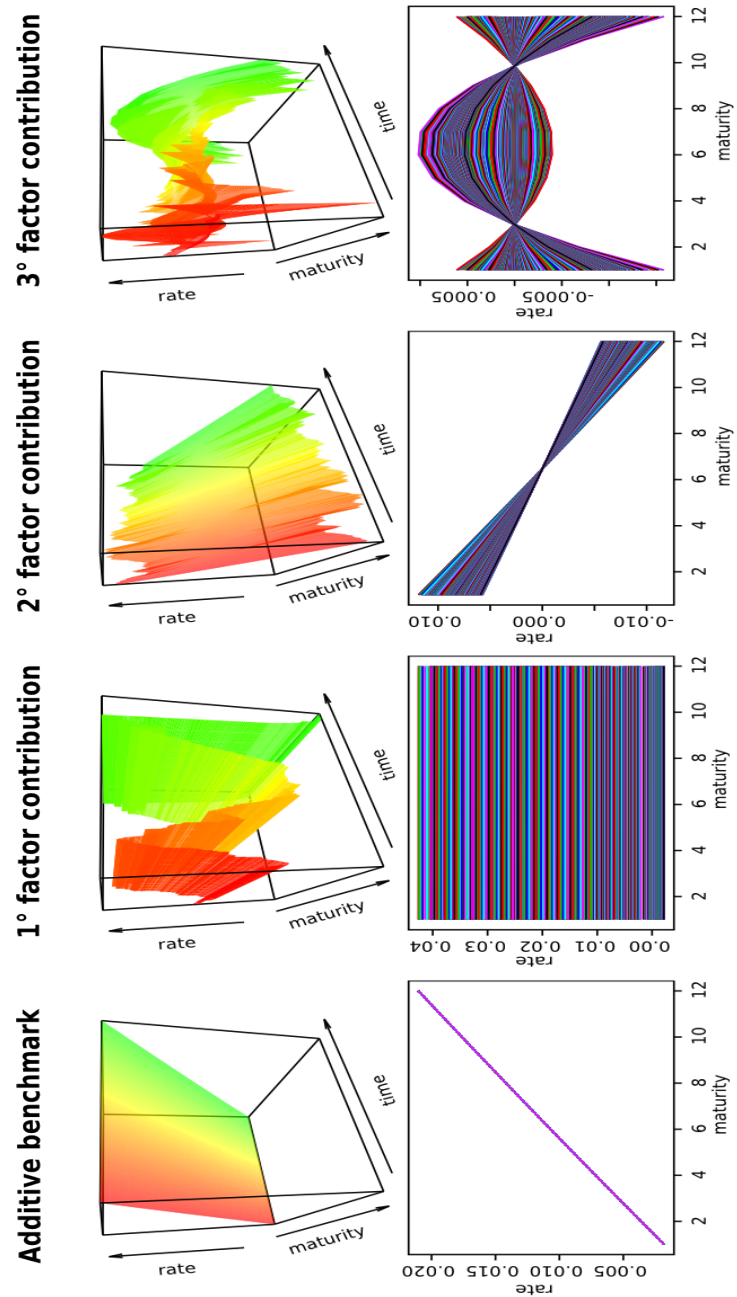 Additive benchmark
rate
maturity
time
rate
0.020
0.015
0.010
0.005
2 4 6 8 10 12
maturity
1° factor contribution
rate
maturity
time
rate
0.04
0.03
0.02
0.01
0.00
2 4 6 8 10 12
maturity
2° factor contribution
rate
maturity
time
rate
0.010
0.000
-0.010
2 4 6 8 10 12
maturity
3° factor contribution
rate
maturity
time
rate
0.0005
-0.0005
2 4 6 8 10 12
maturity